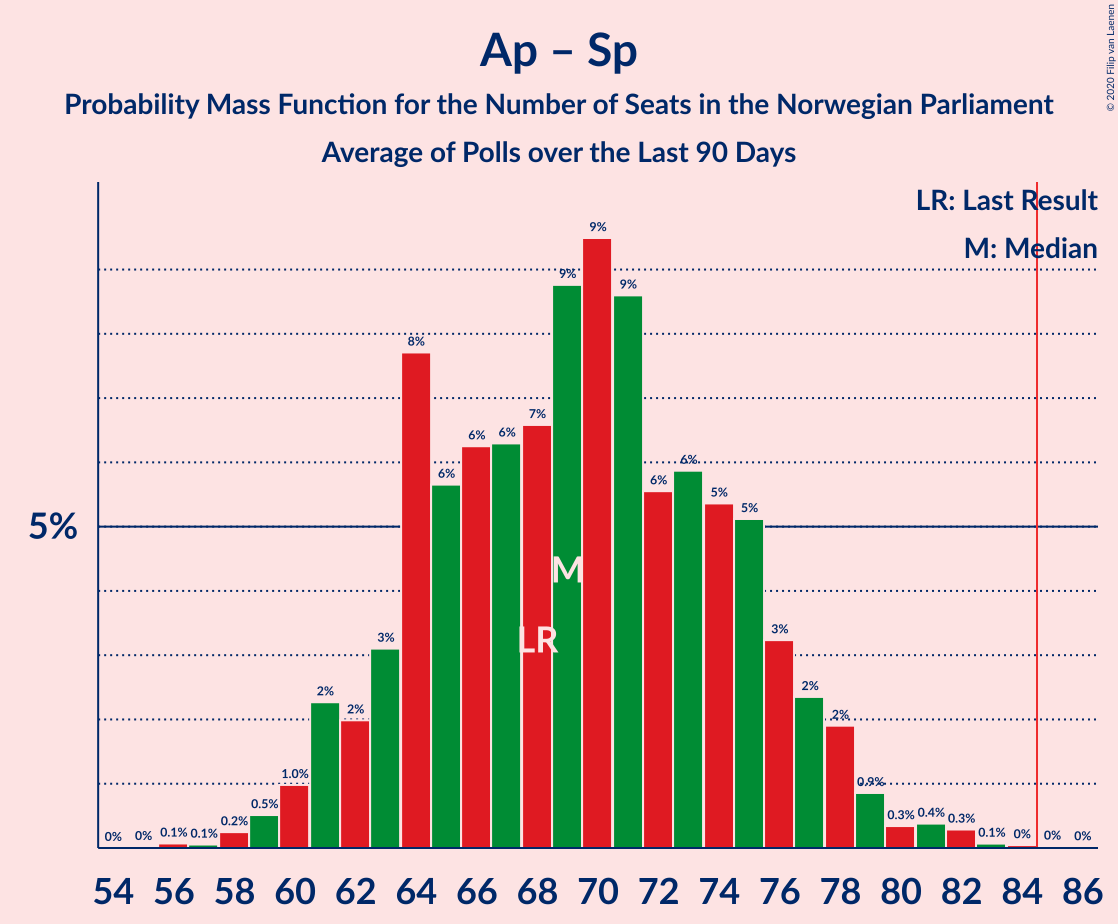 Ap – Sp
Probability Mass Function for the Number of Seats in the Norwegian Parliament
Average of Polls over the Last 90 Days
© 2020 Filip van Laenen
LR: Last Result
M: Median
5%
0% 0% 0.1% 0.1% 0.2% 0.5% 1.0% 2% 2% 3% 8% 6% 6% 6% 7% 9% 9% 9% 6% 6% 5% 5% 3% 2% 2% 0.9% 0.3% 0.4% 0.3% 0.1% 0% 0% 0%
M
LR
54 56 58 60 62 64 66 68 70 72 74 76 78 80 82 84 86